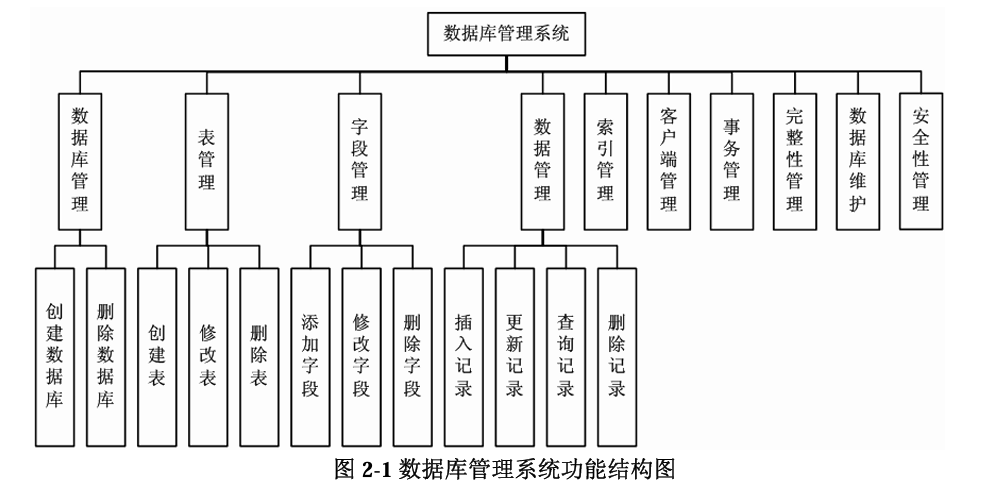 数据库管理系统
数据库管理
表管理
字段管理
数据管理
索引管理
客户端管理
事务管理
完整性管理
数据库维护
安全性管理
创建数据库
删除数据库
创建表
修改表
删除表
添加字段
修改字段
删除字段
插入记录
更新记录
查询记录
删除记录
图 2-1 数据库管理系统功能结构图